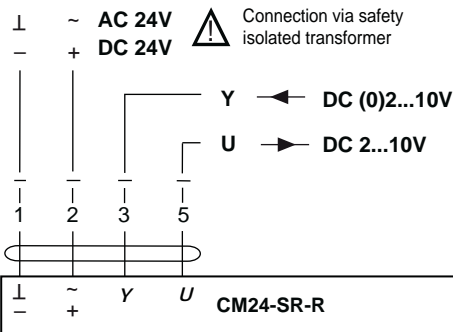 ⊥ ~ AC 24V
− + DC 24V
! Connection via safety
isolated transformer
Y DC (0)2...10V
U DC 2...10V
1 2 3 5
⊥ ~ Y U
− +
CM24-SR-R